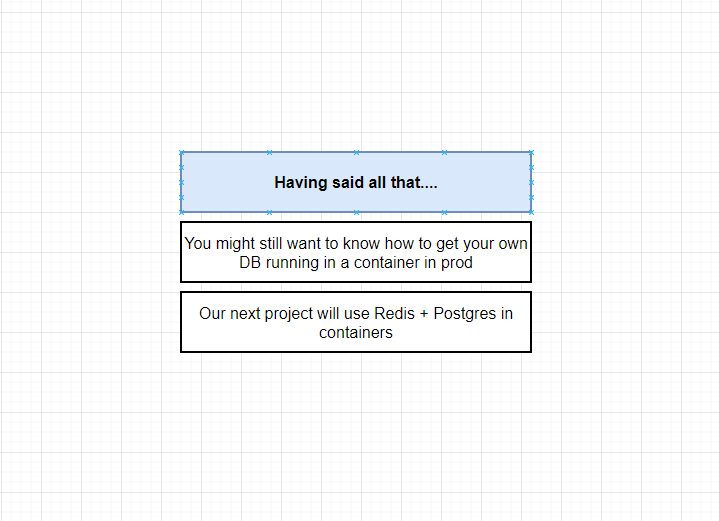 Having said all that....
You might still want to know how to get your own
DB running in a container in prod
Our next project will use Redis + Postgres in
containers